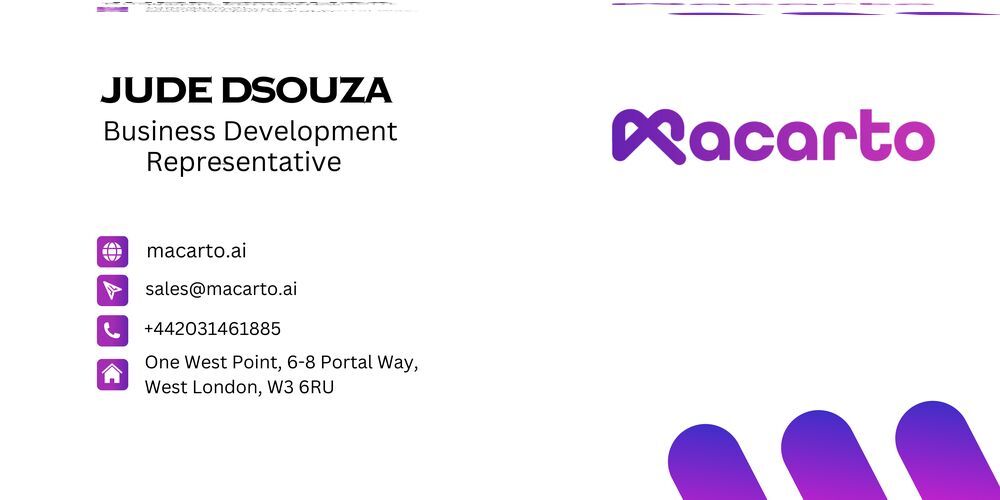 JUDE DSOUZA
Business Development
Representative
macarto.ai
sales@macarto.ai
+442031461885
One West Point, 6-8 Portal Way,
West London, W3 6RU
Macarto